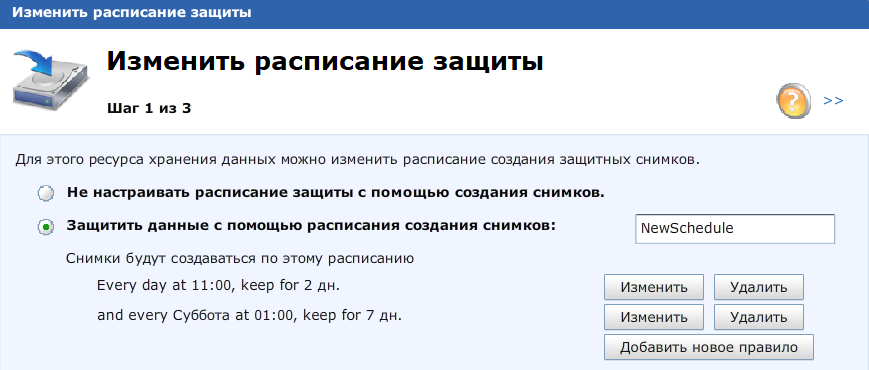 Изменить расписание защиты
Изменить расписание защиты
Шаг 1 из 3
>>
Для этого ресурса хранения данных можно изменить расписание создания защитных снимков.
Не настраивать расписание защиты с помощью создания снимков.
Защитить данные с помощью расписания создания снимков: NewSchedule
Снимки будут создаваться по этому расписанию
Every day at 11:00, keep for 2 дн. Изменить Удалить
and every Суббота at 01:00, keep for 7 дн. Изменить Удалить
Добавить новое правило